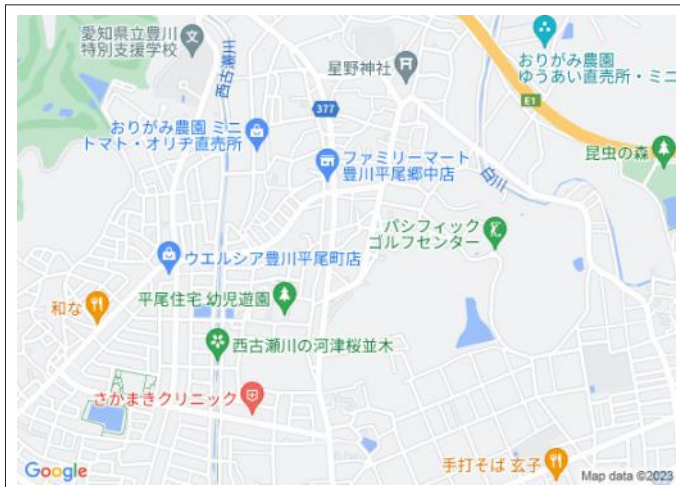 愛知県立豊川
特別支援学校
西古瀬川
星野神社
おりがみ農園
ゆうあい直売所・ミニ
E1
377
おりがみ農園 ミニ
トマト・オリヂ直売所
ファミリーマート
豊川平尾郷中店
昆虫の森
白川
パシフィック
ゴルフセンター
ウエルシア豊川平尾町店
平尾住宅 幼児遊園
和な
西古瀬川の河津桜並木
さかまきクリニック
手打そば 玄子
Google
Map data ©2023